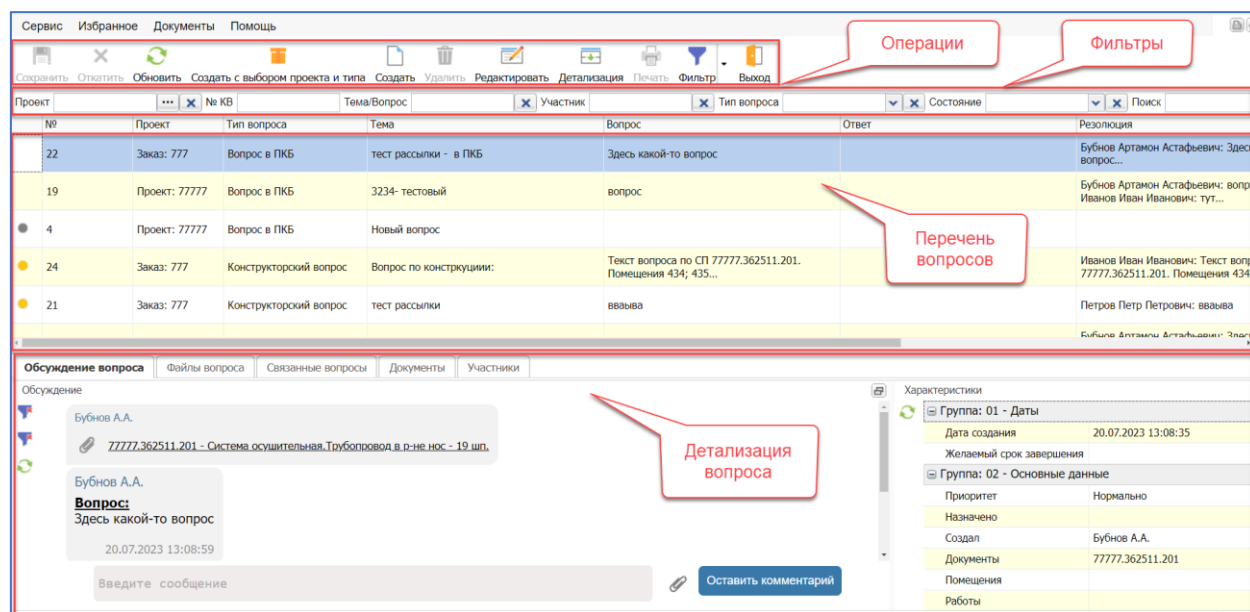 Сервис Избранное Документы Помощь
Операции
Фильтры
Сохранить Откатить Обновить Создать с выбором проекта и типа Создать Удалить Редактировать Детализация Печать Фильтр Выход
Проект ... № КВ Тема/Вопрос Участник Тип вопроса Состояние Поиск
№ Проект Тип вопроса Тема Вопрос Ответ Резолюция
22 Заказ: 777 Вопрос в ПКБ тест рассылки - в ПКБ Здесь какой-то вопрос Бубнов Артамон Астафьевич:
вопрос...
19 Проект: 77777 Вопрос в ПКБ 3234- тестовый вопрос Бубнов Артамон Астафьевич:
Иванов Иван Иванович: тут...
4 Проект: 77777 Вопрос в ПКБ Новый вопрос
Перечень
вопросов
24 Заказ: 777 Конструкторский вопрос Вопрос по констркуциии: Текст вопроса по СП 77777.362511.201.
Помещения 434; 435...
Иванов Иван Иванович: Текст
77777.362511.201. Помещения 434
21 Заказ: 777 Конструкторский вопрос тест рассылки вваыва Петров Петр Петрович: вваыва
Обсуждение вопроса Файлы вопроса Связанные вопросы Документы Участники
Обсуждение
Характеристики
Бубнов А.А.
77777.362511.201 - Система осушительная.Трубопровод в р-не нос - 19 шп.
Бубнов А.А.
Вопрос:
Здесь какой-то вопрос
20.07.2023 13:08:59
Введите сообщение
Оставить комментарий
Детализация
вопроса
Группа: 01 - Даты
Дата создания 20.07.2023 13:08:35
Желаемый срок завершения
Группа: 02 - Основные данные
Приоритет Нормально
Назначено
Создал Бубнов А.А.
Документы 77777.362511.201
Помещения
Работы